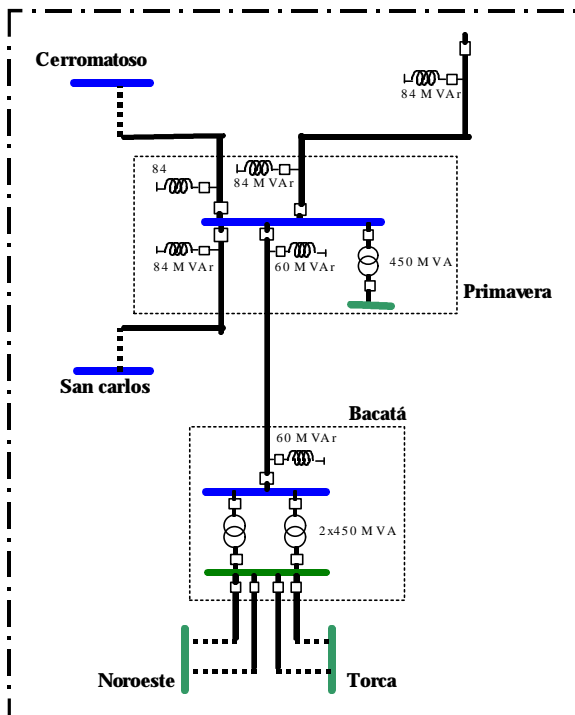 Cerromatoso
84 MVAr
84
84 MVAr
84 MVAr
60 MVAr
450 MVA
Primavera
San carlos
Bacatá
60 MVAr
2x450 MVA
Noroeste
Torca